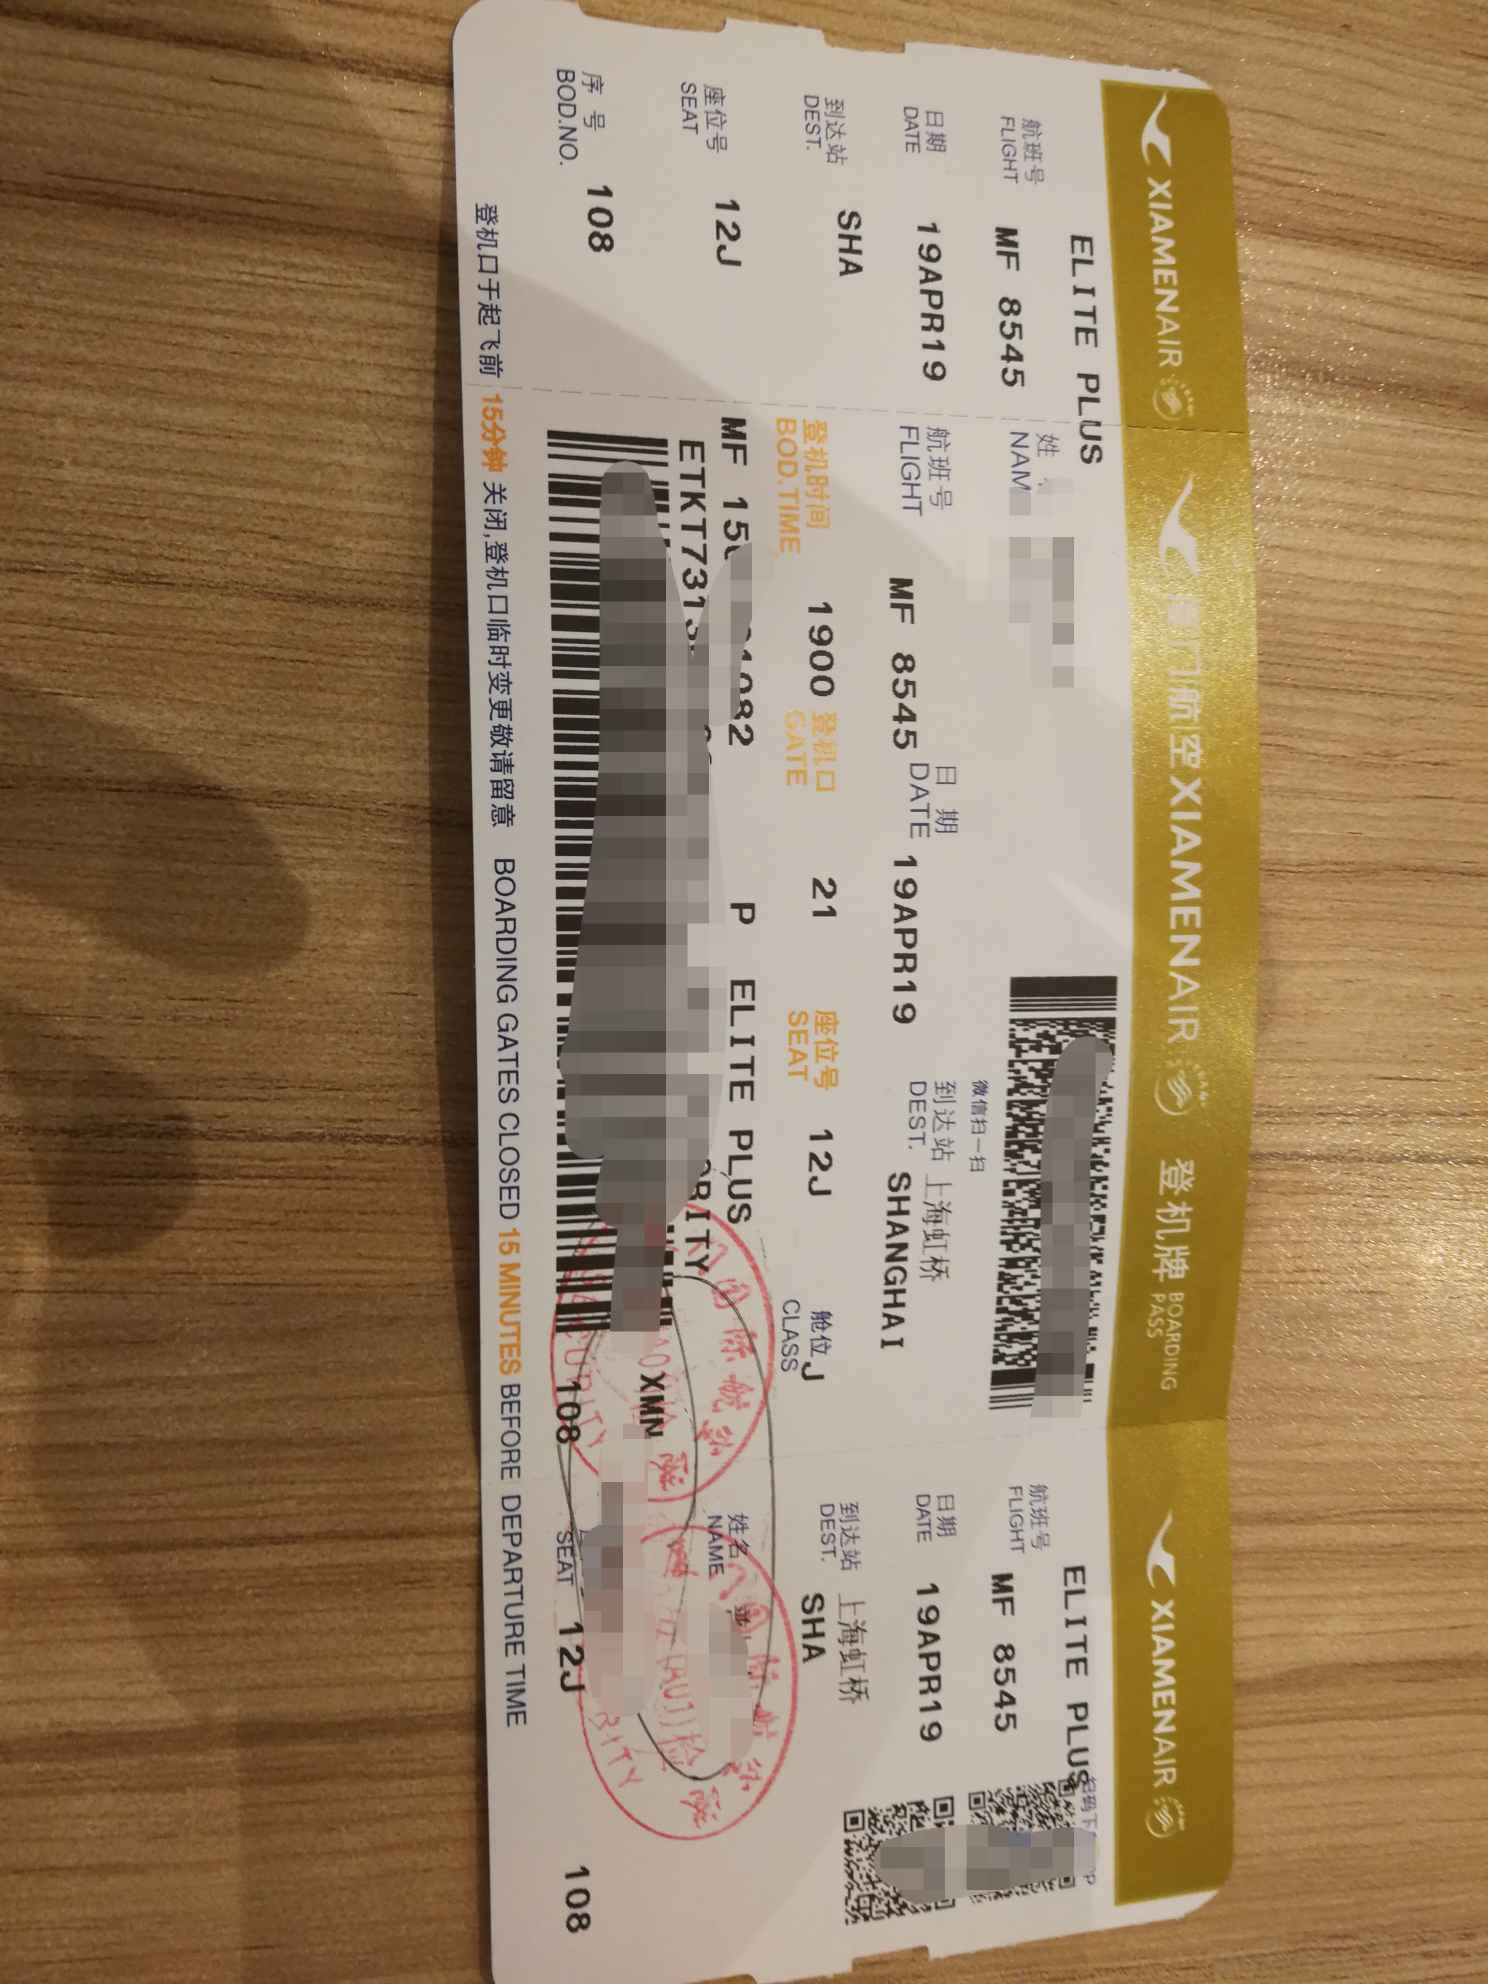 XIAMENAIR
ELITE PLUS
航班号 FLIGHT MF 8545
日期 DATE 19APR19
到达站 DEST. SHA
座位号 SEAT 12J
序号 BOD.NO. 108
厦门航空 XIAMENAIR 登机牌 BOARDING PASS
微信扫一扫
航班号 FLIGHT MF 8545 日期 DATE 19APR19 到达站 DEST. 上海虹桥 SHANGHAI
登机时间 BOD.TIME 1900 登机口 GATE 21 座位号 SEAT 12J 舱位 CLASS J
MF P ELITE PLUS
XMN
108
登机口于起飞前 15分钟 关闭,登机口临时变更敬请留意 BOARDING GATES CLOSED 15 MINUTES BEFORE DEPARTURE TIME
XIAMENAIR
ELITE PLUS
航班号 FLIGHT MF 8545
日期 DATE 19APR19
到达站 DEST. 上海虹桥 SHA
姓名 NAME
SEAT 12J 108